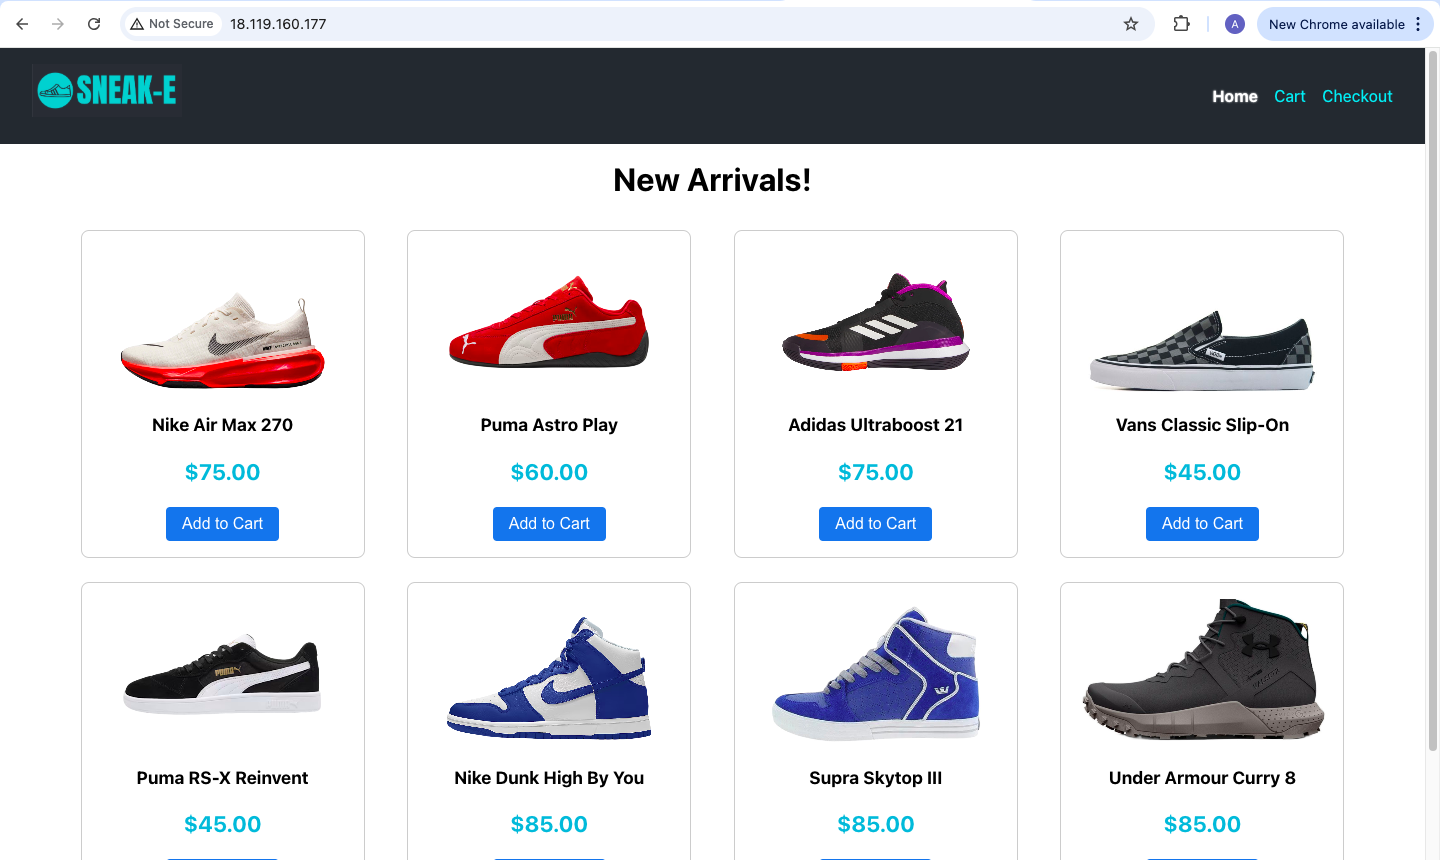 Not Secure
18.119.160.177
A
New Chrome available
SNEAK-E
Home
Cart
Checkout
New Arrivals!
Nike Air Max 270
Puma Astro Play
Adidas Ultraboost 21
Vans Classic Slip-On
$75.00
$60.00
$75.00
$45.00
Add to Cart
Add to Cart
Add to Cart
Add to Cart
Puma RS-X Reinvent
Nike Dunk High By You
Supra Skytop III
Under Armour Curry 8
$45.00
$85.00
$85.00
$85.00